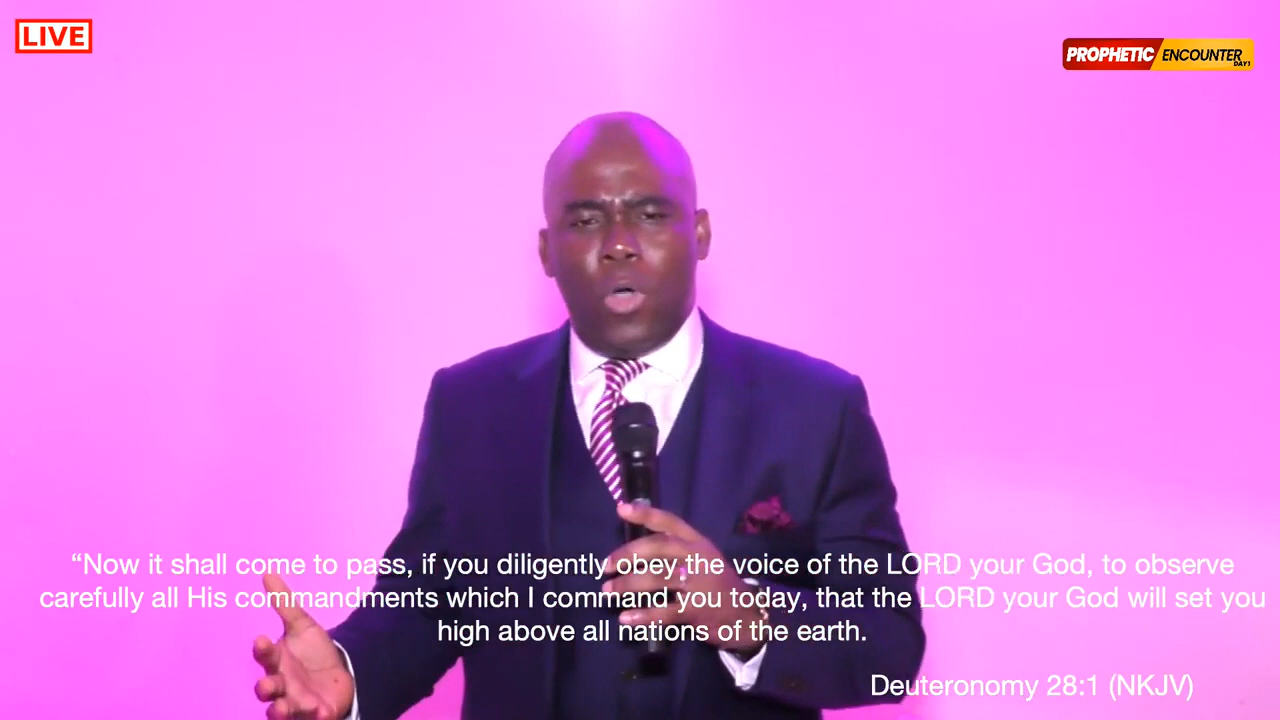 LIVE
PROPHETIC ENCOUNTER
DAY1
“Now it shall come to pass, if you diligently obey the voice of the LORD your God, to observe
carefully all His commandments which I command you today, that the LORD your God will set you
high above all nations of the earth.
Deuteronomy 28:1 (NKJV)